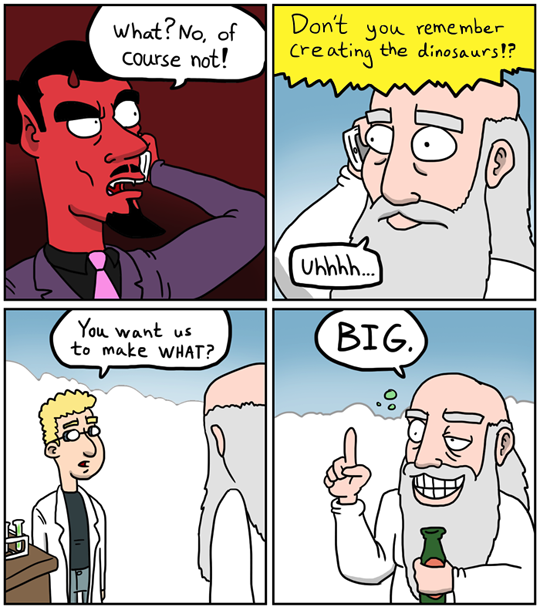 What? No, of
course not!
Don't you remember
creating the dinosaurs!?
Uhhhh...
You want us
to make WHAT?
BIG.